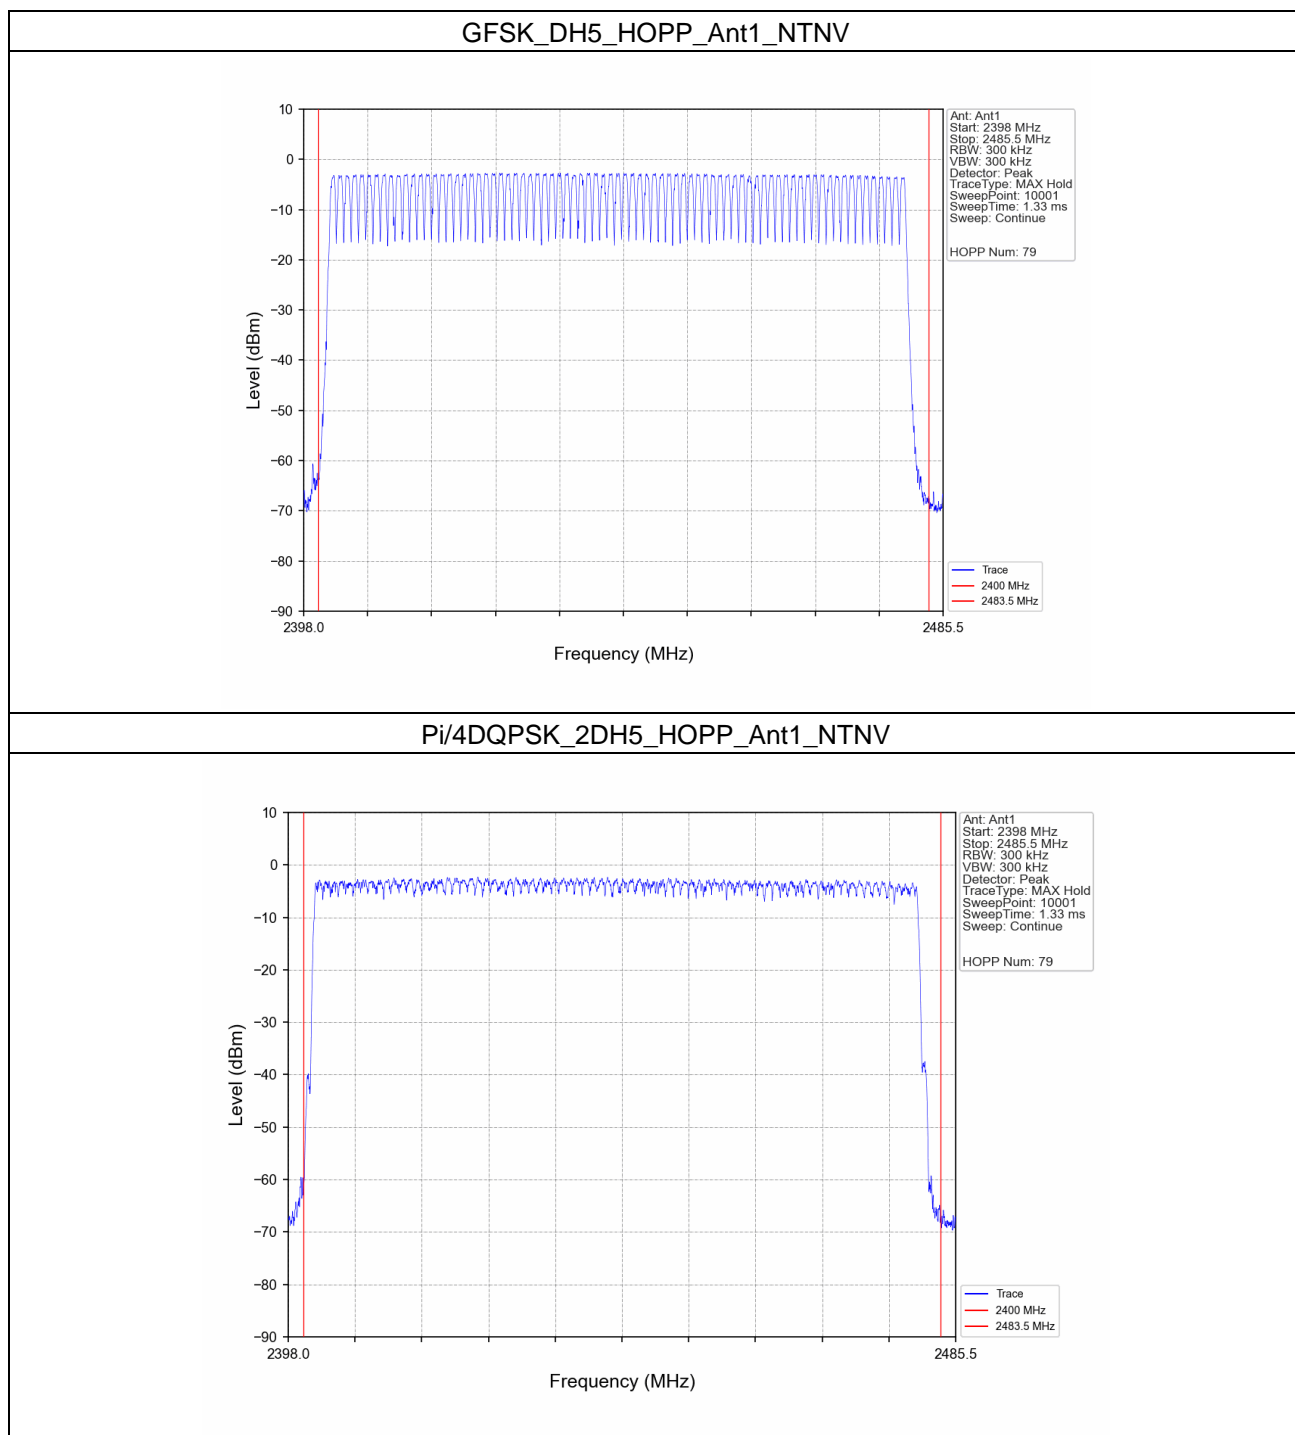 GFSK_DH5_HOPP_Ant1_NTNV
10
0
−10
−20
−30
−40
−50
−60
−70
−80
−90
Level (dBm)
2398.0
2485.5
Frequency (MHz)
Ant: Ant1
Start: 2398 MHz
Stop: 2485.5 MHz
RBW: 300 kHz
VBW: 300 kHz
Detector: Peak
TraceType: MAX Hold
SweepPoint: 10001
SweepTime: 1.33 ms
Sweep: Continue
HOPP Num: 79
Trace
2400 MHz
2483.5 MHz
Pi/4DQPSK_2DH5_HOPP_Ant1_NTNV
10
0
−10
−20
−30
−40
−50
−60
−70
−80
−90
Level (dBm)
2398.0
2485.5
Frequency (MHz)
Ant: Ant1
Start: 2398 MHz
Stop: 2485.5 MHz
RBW: 300 kHz
VBW: 300 kHz
Detector: Peak
TraceType: MAX Hold
SweepPoint: 10001
SweepTime: 1.33 ms
Sweep: Continue
HOPP Num: 79
Trace
2400 MHz
2483.5 MHz